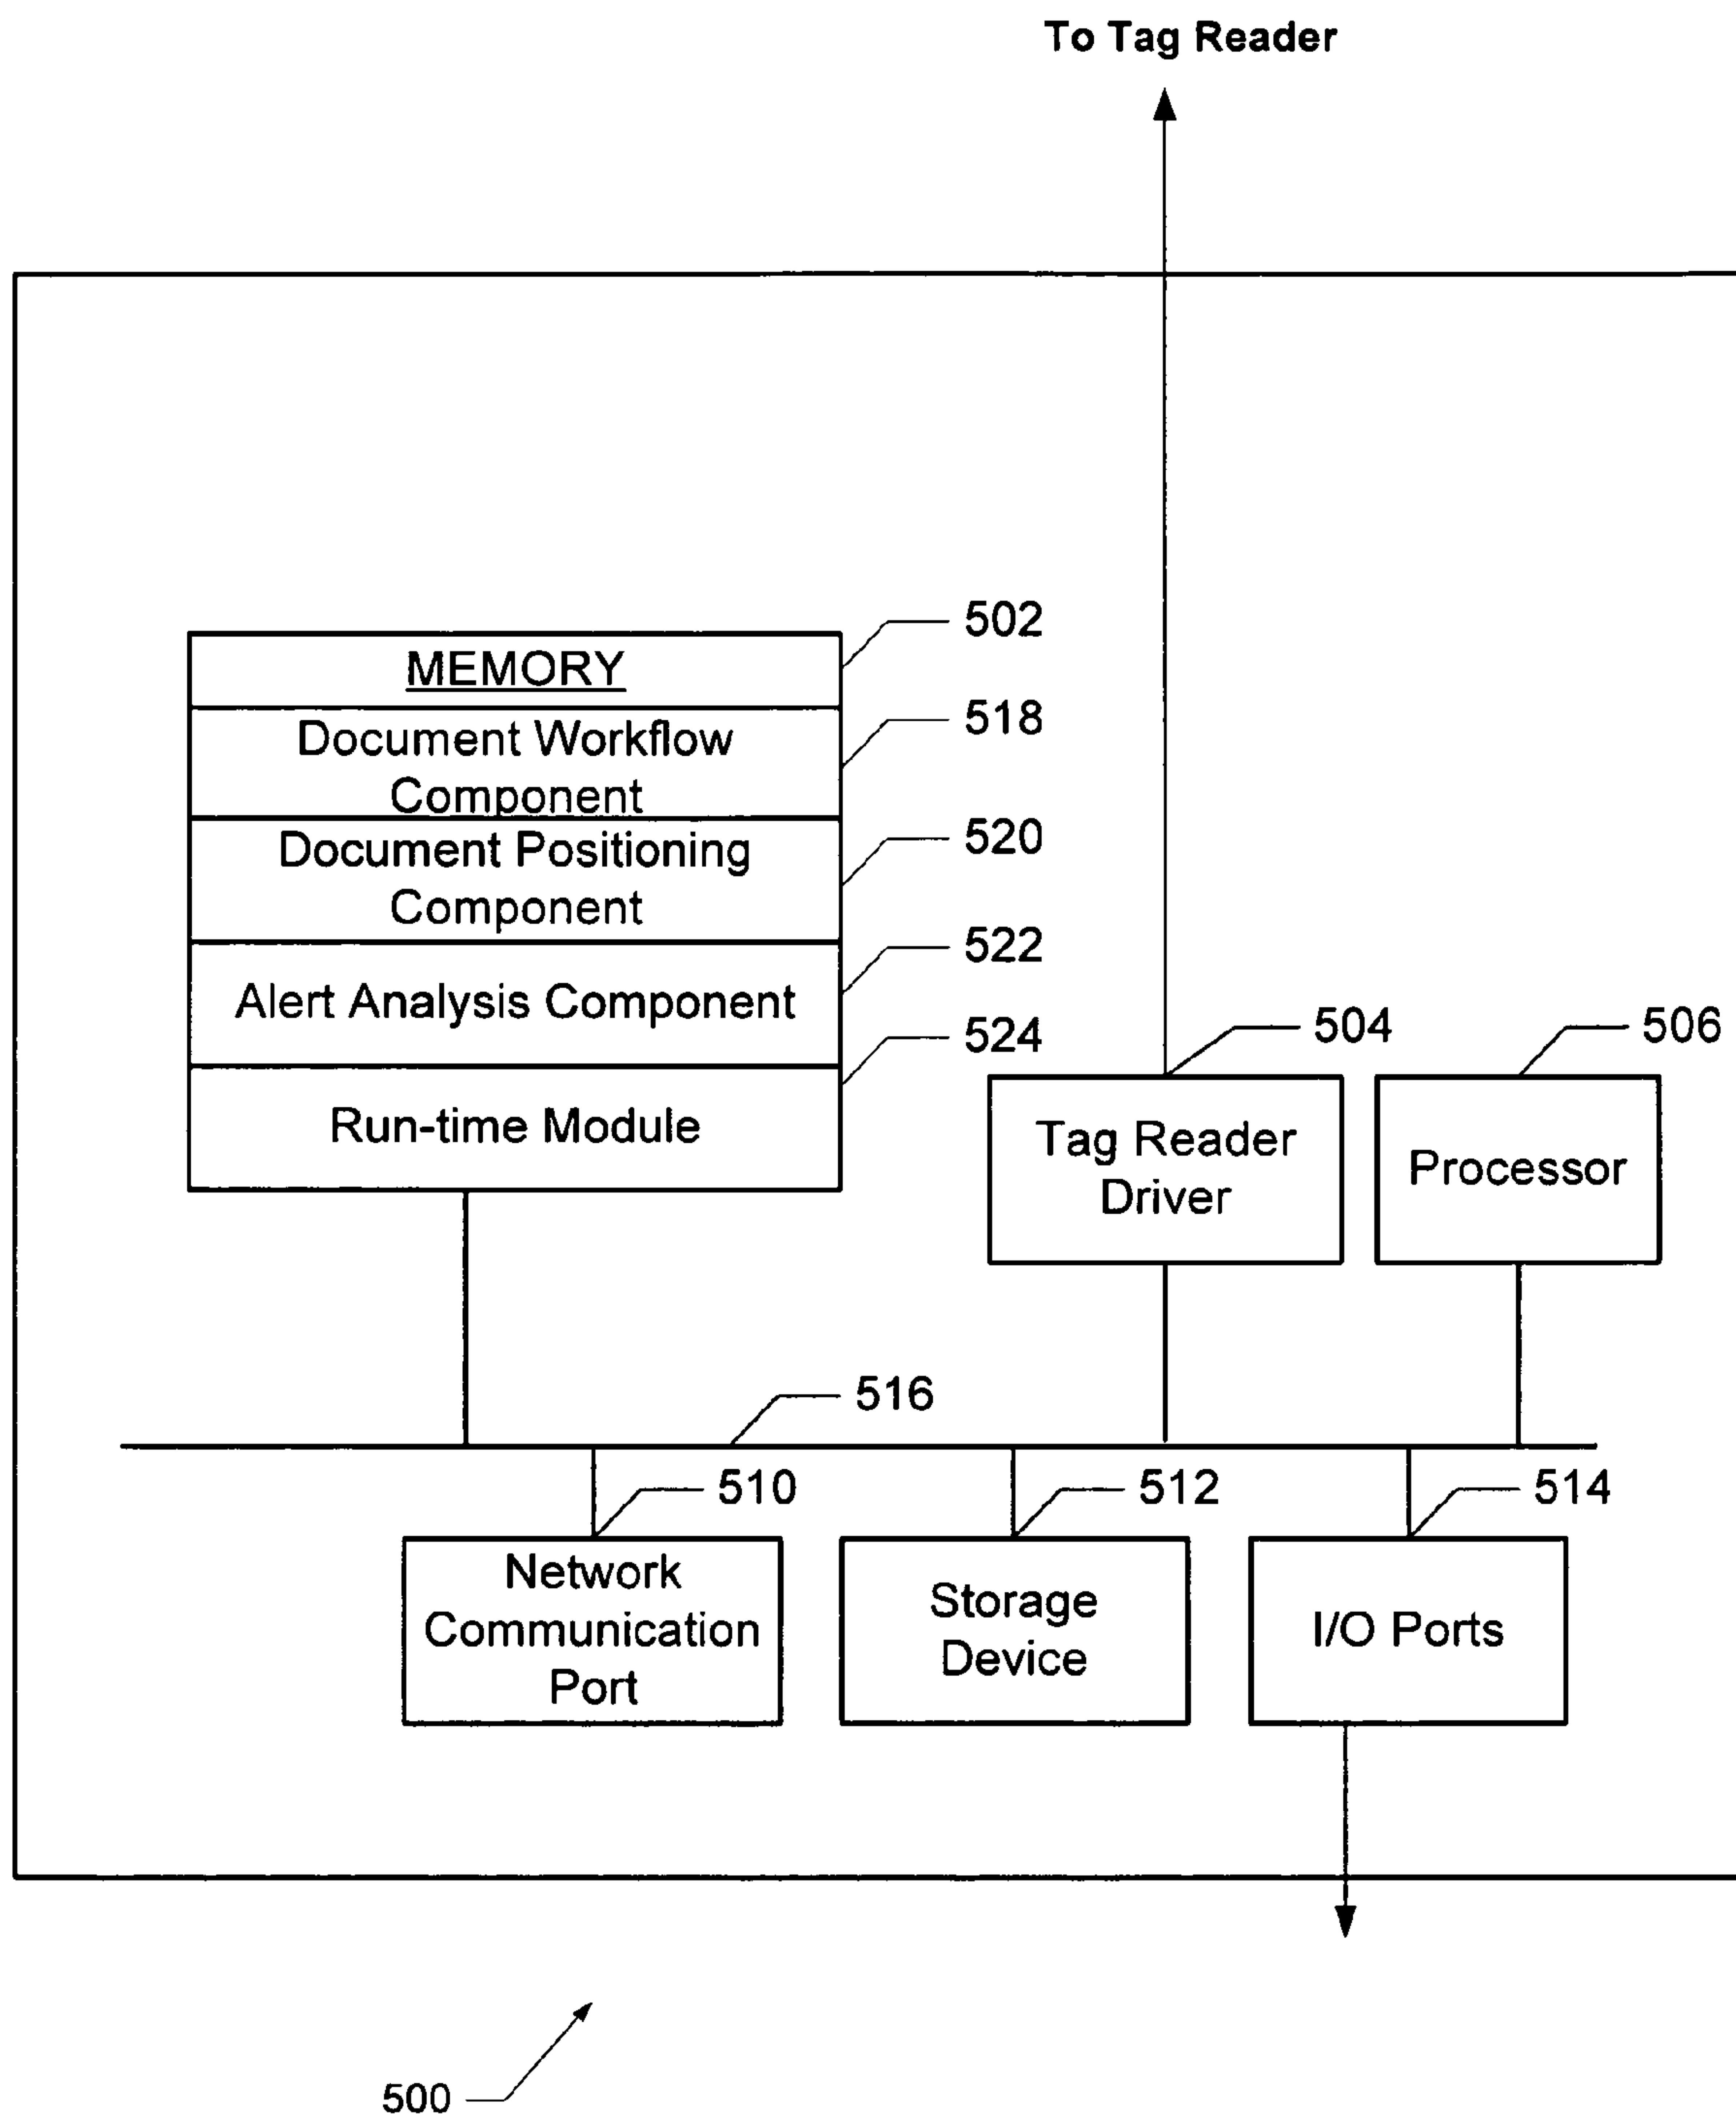 To Tag Reader
502
MEMORY
518
Document Workflow
Component
520
Document Positioning
Component
522
Alert Analysis Component
524
Run-time Module
504
506
Tag Reader
Driver
Processor
516
510
512
514
Network
Communication
Port
Storage
Device
I/O Ports
500